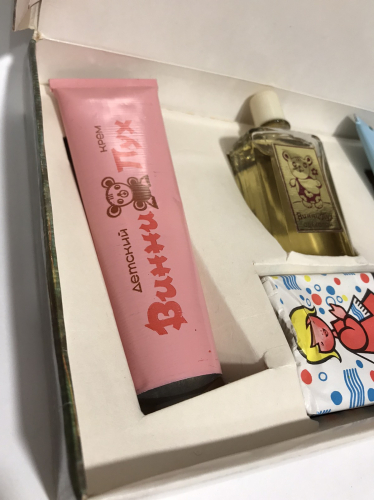 Детский
крем
Винни
Пух